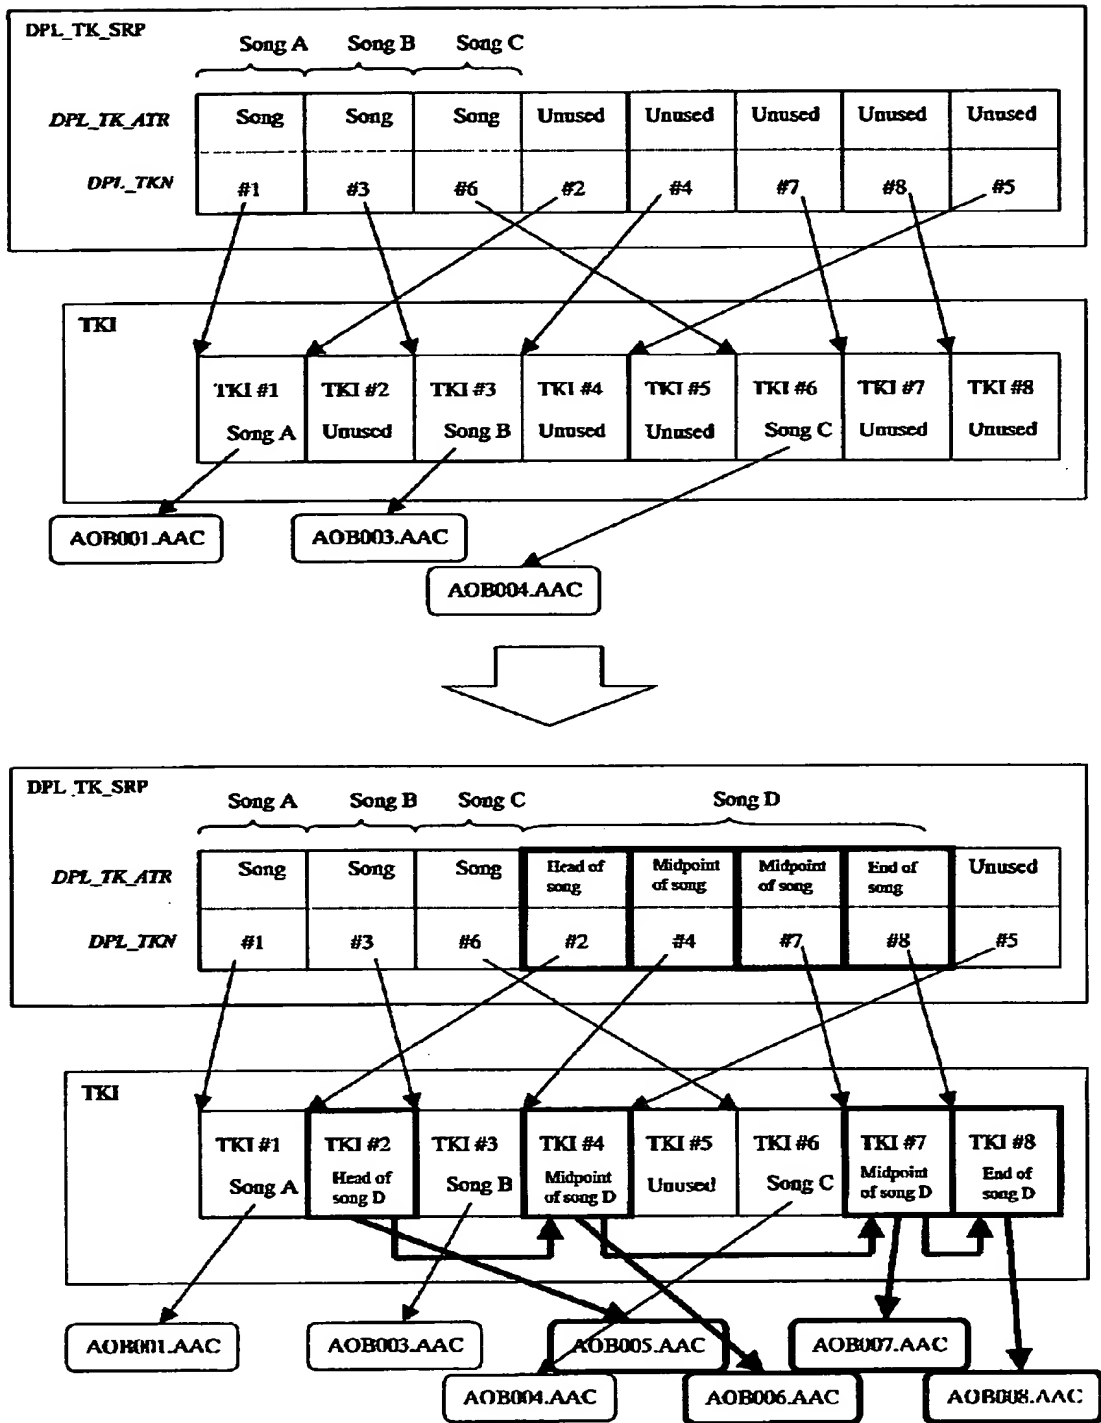 DPL_TK_SRP
Song A Song B Song C
DPL_TK_ATR Song Song Song Unused Unused Unused Unused Unused
DPL_TKN #1 #3 #6 #2 #4 #7 #8 #5
TKI
TKI #1 TKI #2 TKI #3 TKI #4 TKI #5 TKI #6 TKI #7 TKI #8
Song A Unused Song B Unused Unused Song C Unused Unused
AOB001.AAC AOB003.AAC
AOB004.AAC
DPL_TK_SRP
Song A Song B Song C Song D
DPL_TK_ATR Song Song Song Head of Midpoint Midpoint End of Unused
song of song of song song
DPL_TKN #1 #3 #6 #2 #4 #7 #8 #5
TKI
TKI #1 TKI #2 TKI #3 TKI #4 TKI #5 TKI #6 TKI #7 TKI #8
Song A Head of Song B Midpoint Unused Song C Midpoint End of
song D of song D of song D song D
AOB001.AAC AOB003.AAC AOB005.AAC AOB007.AAC
AOB004.AAC AOB006.AAC AOB008.AAC